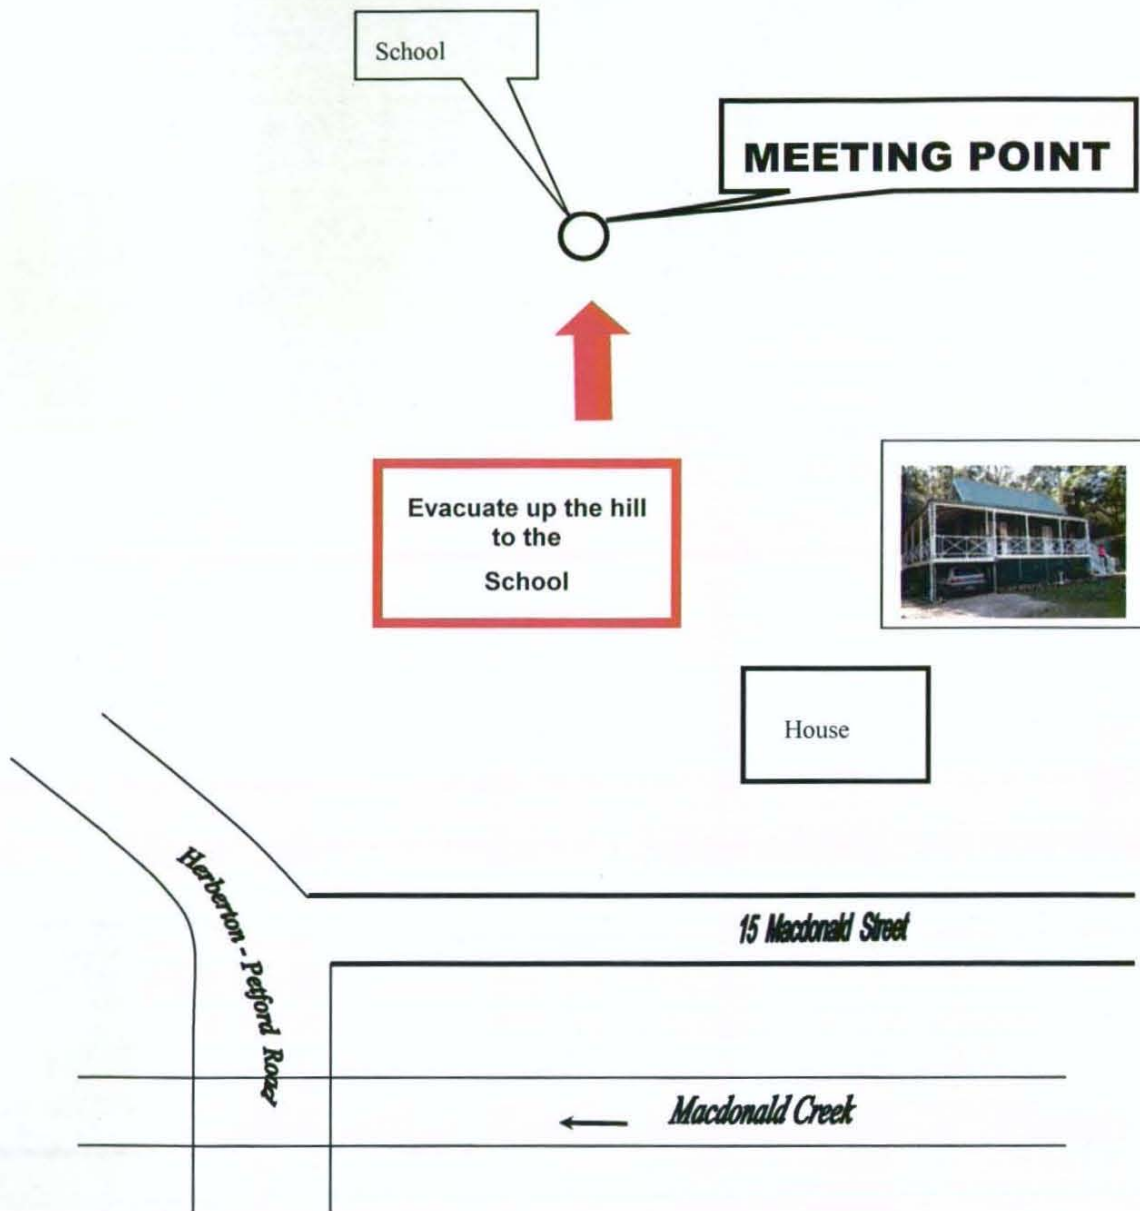 School
MEETING POINT
Evacuate up the hill
to the
School
House
Herberton - Petford Road
15 Macdonald Street
Macdonald Creek